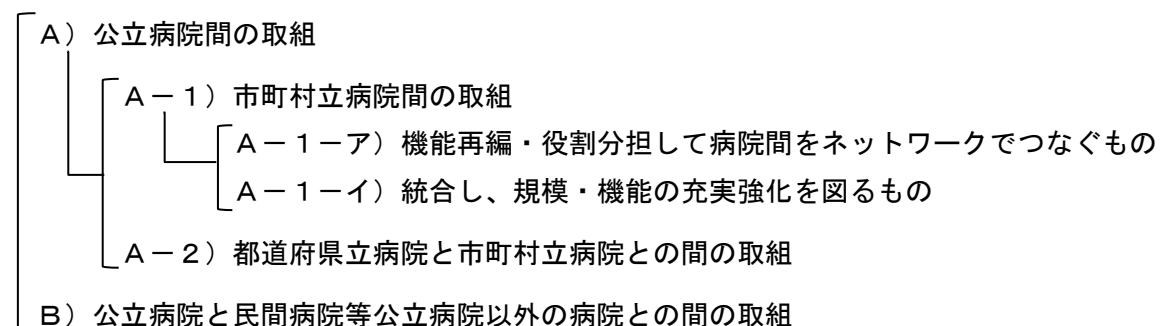 A）公立病院間の取組
A－1）市町村立病院間の取組
A－1－ア）機能再編・役割分担して病院間をネットワークでつなぐもの
A－1－イ）統合し、規模・機能の充実強化を図るもの
A－2）都道府県立病院と市町村立病院との間の取組
B）公立病院と民間病院等公立病院以外の病院との間の取組